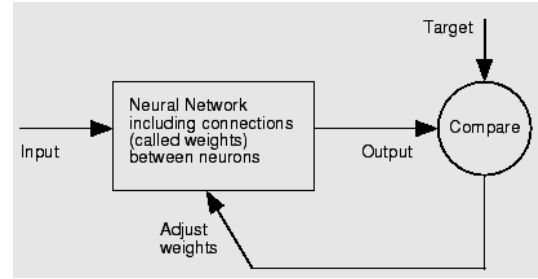 Target
Neural Network
including connections
(called weights)
between neurons
Compare
Input
Output
Adjust
weights